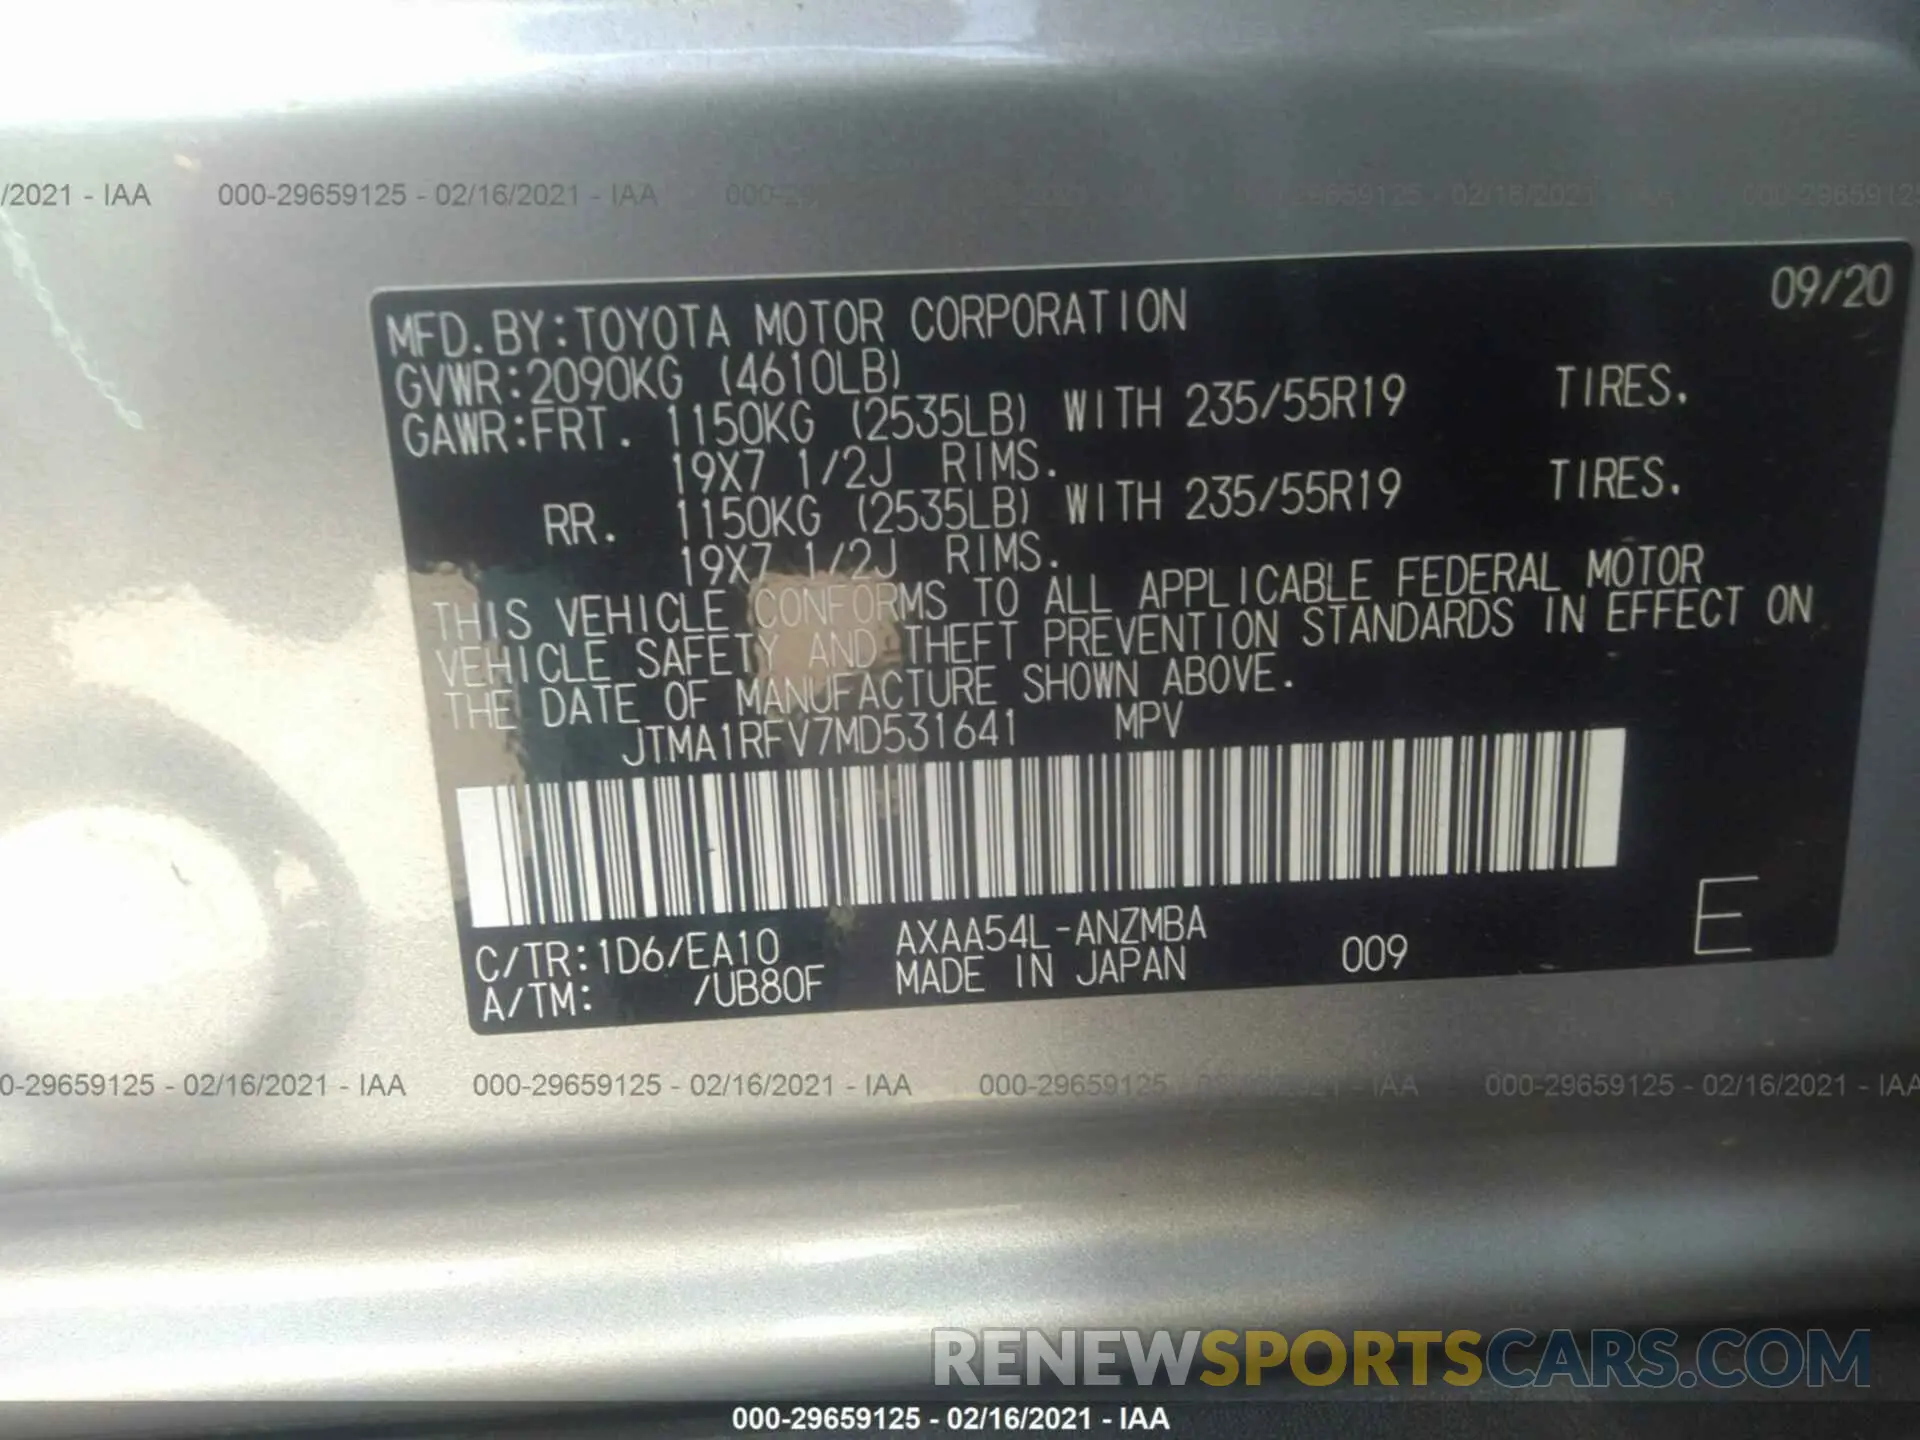 /2021 - IAA 000-29659125 - 02/16/2021 - IAA
09/20
MFD.BY:TOYOTA MOTOR CORPORATION
GVWR:2090KG (4610LB)
GAWR:FRT. 1150KG (2535LB) WITH 235/55R19 TIRES.
19X7 1/2J RIMS.
RR. 1150KG (2535LB) WITH 235/55R19 TIRES.
19X7 1/2J RIMS.
THIS VEHICLE CONFORMS TO ALL APPLICABLE FEDERAL MOTOR
VEHICLE SAFETY AND THEFT PREVENTION STANDARDS IN EFFECT ON
THE DATE OF MANUFACTURE SHOWN ABOVE.
JTMA1RFV7MD531641 MPV
C/TR:1D6/EA10 AXAA54L-ANZMBA
A/TM: /UB80F MADE IN JAPAN 009 E
0-29659125 - 02/16/2021 - IAA 000-29659125 - 02/16/2021 - IAA 000-29659125 - 02/16/2021 - IAA 000-29659125 - 02/16/2021 - IAA
RENEWSPORTSCARS.COM
000-29659125 - 02/16/2021 - IAA